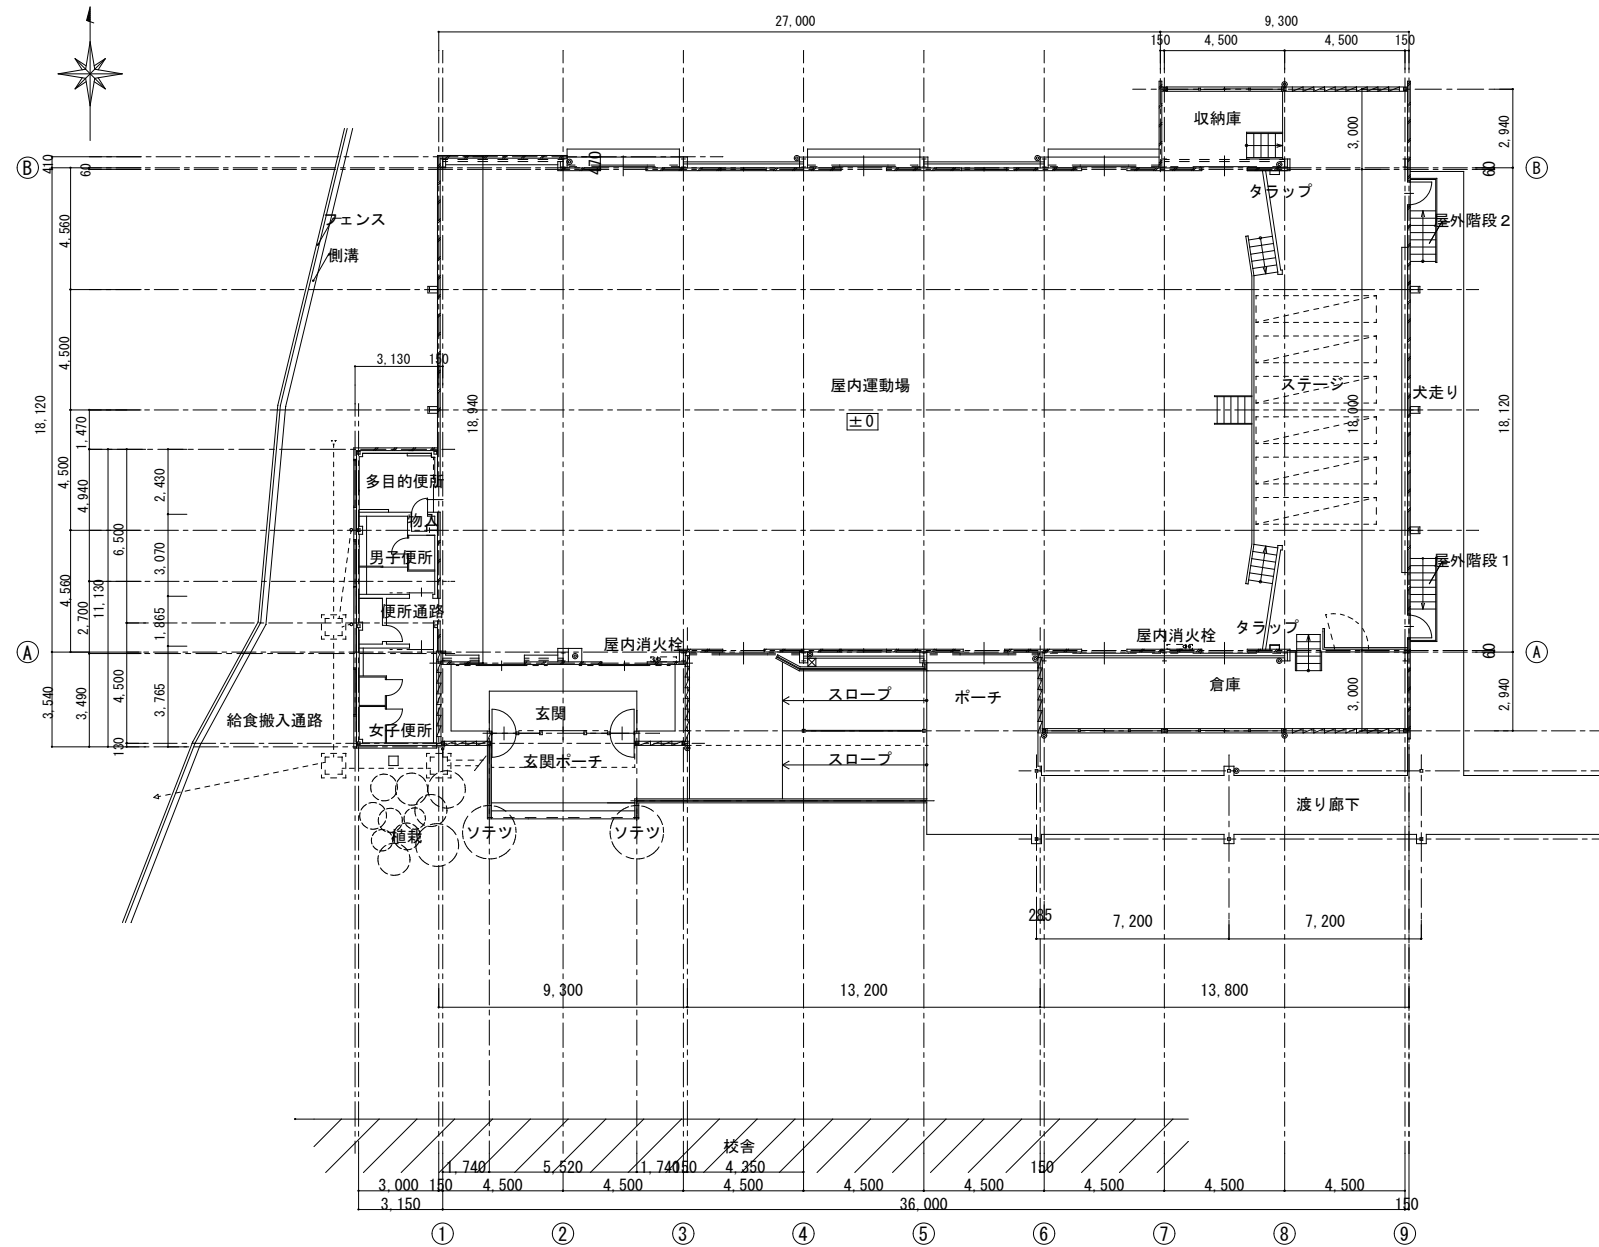 27,000
9,300
150
4,500
4,500
150
収納庫
3,000
2,940
B
410
60
470
60
B
タラップ
フェンス
側溝
4,560
屋外階段２
4,500
3,130
150
屋内運動場
±0
ステージ
犬走り
18,120
1,470
18,940
18,000
18,120
4,500
4,940
2,430
多目的便所
物入
6,500
3,070
男子便所
屋外階段１
4,560
2,700
11,130
1,865
便所通路
タラップ
屋内消火栓
屋内消火栓
A
60
A
3,540
3,490
4,500
3,765
130
給食搬入通路
女子便所
玄関
玄関ポーチ
スロープ
スロープ
ポーチ
倉庫
3,000
2,940
渡り廊下
植栽
ソテツ
ソテツ
285
7,200
7,200
9,300
13,200
13,800
校舎
1,740
5,520
1,740
150
4,350
150
3,000
150
4,500
4,500
4,500
4,500
4,500
4,500
4,500
4,500
3,150
36,000
150
①
②
③
④
⑤
⑥
⑦
⑧
⑨